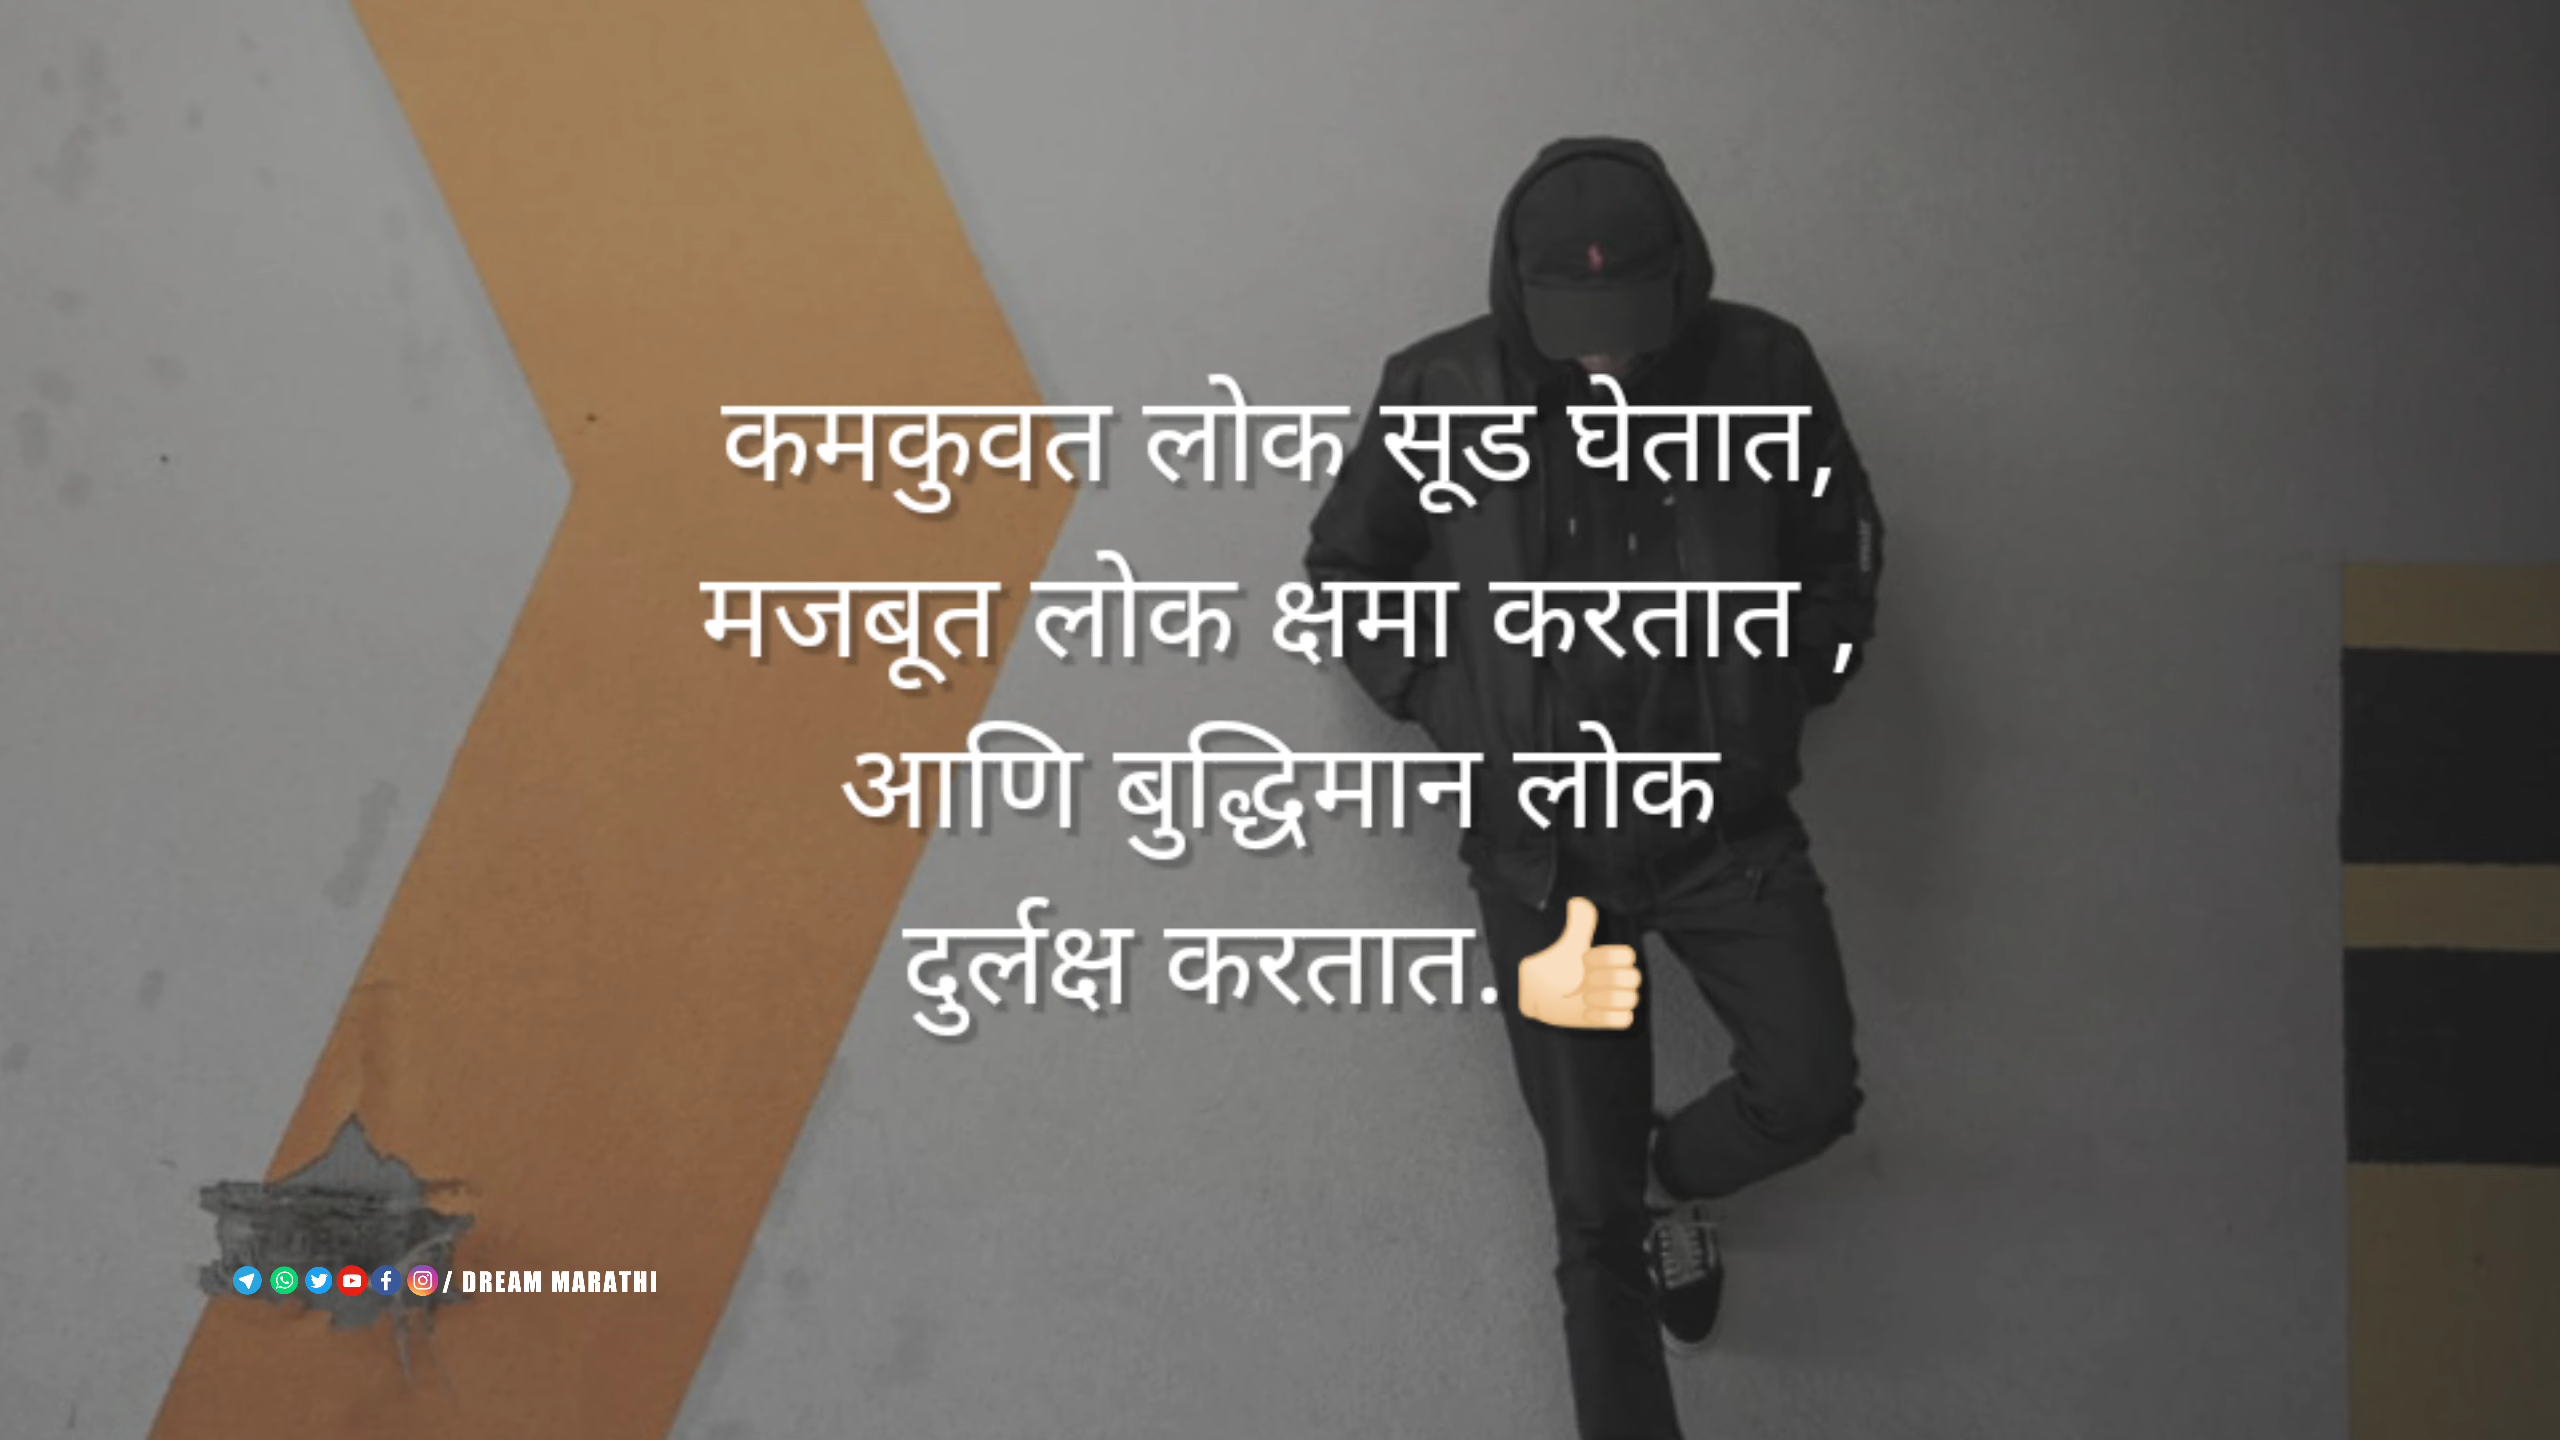 कमकुवत लोक सूड घेतात,
मजबूत लोक क्षमा करतात ,
आणि बुद्धिमान लोक
दुर्लक्ष करतात.👍🏻
/ DREAM MARATHI